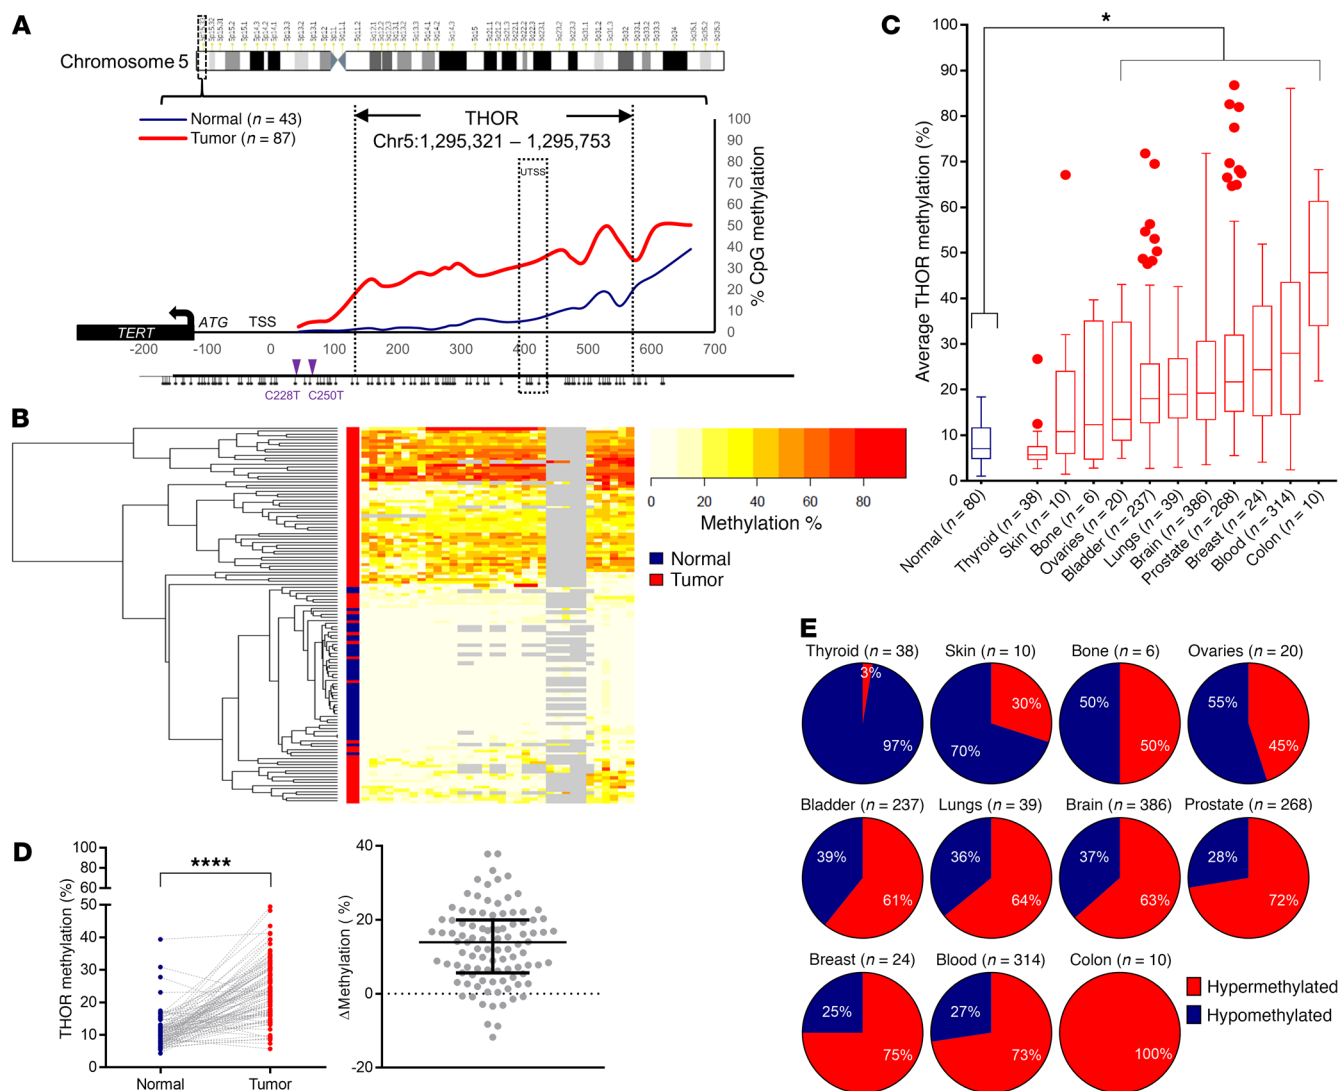 A
Chromosome 5
Normal (n = 43)
Tumor (n = 87)
THOR
Chr5:1,295,321 – 1,295,753
UTSS
100
90
80
70
60
50
40
30
20
10
0
% CpG methylation
TERT
ATG
TSS
-200
-100
0
100
200
300
400
500
600
700
C228T
C250T
B
0
20
40
60
80
Methylation %
Normal
Tumor
C
*
Average THOR methylation (%)
100
90
80
70
60
50
40
30
20
10
0
Normal (n = 80)
Thyroid (n = 38)
Skin (n = 10)
Bone (n = 6)
Ovaries (n = 20)
Bladder (n = 237)
Lungs (n = 39)
Brain (n = 386)
Prostate (n = 268)
Breast (n = 24)
Blood (n = 314)
Colon (n = 10)
D
THOR methylation (%)
100
80
60
50
40
30
20
10
0
****
Normal
Tumor
ΔMethylation ( %)
40
20
0
-20
E
Thyroid (n = 38)
3%
97%
Skin (n = 10)
30%
70%
Bone (n = 6)
50%
50%
Ovaries (n = 20)
55%
45%
Bladder (n = 237)
39%
61%
Lungs (n = 39)
36%
64%
Brain (n = 386)
37%
63%
Prostate (n = 268)
28%
72%
Breast (n = 24)
25%
75%
Blood (n = 314)
27%
73%
Colon (n = 10)
100%
Hypermethylated
Hypomethylated